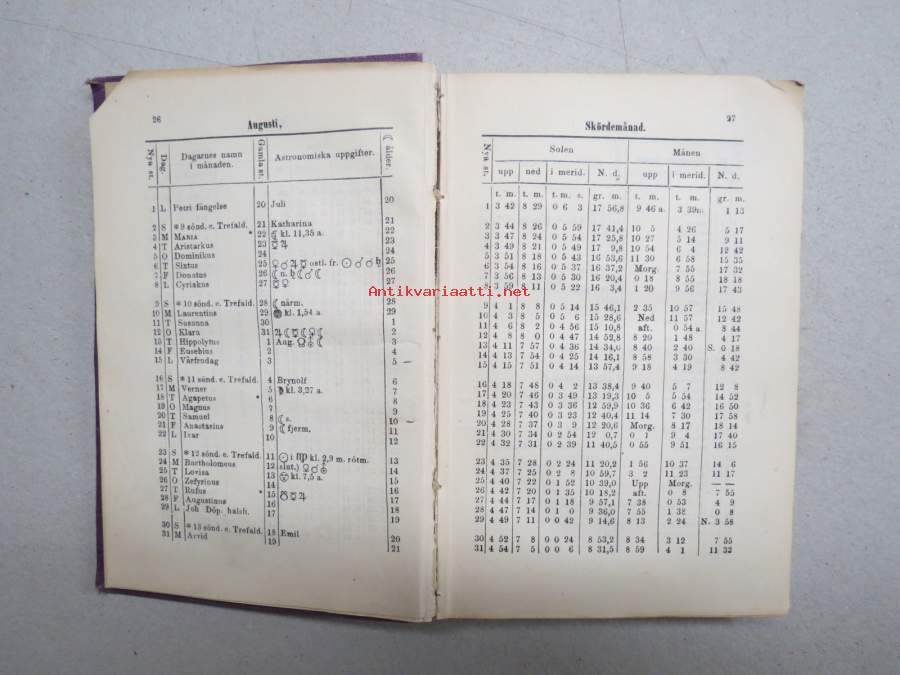 26
Augusti,
Nya st.
Dag.
Dagarnes namn i månaden.
Gamla st.
Astronomiska uppgifter.
☾ ålder.
1 L Petri fängelse 20 Juli 20
2 S *9 sönd. e. Trefald. 21 Katharina 21
3 M MARIA * 22 ☾ kl. 11,35 a. 22
4 T Aristarkus 23 ☿♃ 23
5 O Dominikus 24 24
6 T Sixtus 25 ostl. fr. 25
7 F Donatus 26 26
8 L Cyriakus 27 ☿♀ 28
9 S *10 sönd. e. Trefald. 28 ☾ närm. 29
10 M Laurentius 29 kl. 1,54 a.
11 T Susanna 30 1
12 O Klara 31 2
13 T Hippolytus 1 Aug. 3
14 F Eusebius 2 4
15 L Vårfrudag 3 5 —
16 S *11 sönd. e. Trefald. 4 Brynolf 6
17 M Verner 5 kl. 3,27 a. 7
18 T Agapetus * 6 8
19 O Magnus 7 9
20 T Samuel 8 ☾ s. 10 —
21 F Anastasius 9 ☾ fjerm. 11
22 L Ivar 10 12
23 S *12 sönd. e. Trefald. 11 ☉ i ♍ kl. 2,9 m. rötm. 13
24 M Bartholomeus 12 slut.) 14
25 T Lovisa 13 kl. 7,5 a. 15
26 O Zefyrinus 14 16
27 T Rufus * 15 17
28 F Augustinus 16 18
29 L Joh Döp. halsh. 17 19
30 S *13 sönd. e. Trefald. 18 Emil 20
31 M Arvid 19 21
27
Skördemånad.
Nya st.
Solen Månen
upp ned i merid. N. d. upp i merid. N. d.
t. m. t. m. t. m. s. gr. m. t. m. t. m. gr. m.
1 3 42 8 29 0 6 3 17 56,8 9 46 a. 3 39m 1 13
2 3 44 8 26 0 5 59 17 41,4 10 5 4 26 5 17
3 3 47 8 24 0 5 54 17 25,8 10 27 5 14 9 11
4 3 49 8 21 0 5 49 17 9,8 10 54 6 4 12 42
5 3 51 8 18 0 5 43 16 53,6 11 30 6 58 15 35
6 3 54 8 16 0 5 37 16 37,2 Morg. 7 55 17 32
7 3 56 8 13 0 5 30 16 20,4 0 18 8 55 18 18
8 3 59 8 11 0 5 22 16 3,4 1 20 9 56 17 43
9 4 1 8 8 0 5 14 15 46,1 2 35 10 57 15 48
10 4 3 8 5 0 5 6 15 28,6 Ned 11 57 12 42
11 4 6 8 2 0 4 56 15 10,8 aft. 0 54 a 8 44
12 4 8 8 0 0 4 47 14 52,8 8 20 1 48 4 17
13 4 11 7 57 0 4 36 14 34,6 8 40 2 40 S. 0 18
14 4 13 7 54 0 4 25 14 16,1 8 58 3 30 4 42
15 4 15 7 51 0 4 14 13 57,4 9 18 4 19 8 42
16 4 18 7 48 0 4 2 13 38,4 9 40 5 7 12 8
17 4 20 7 46 0 3 49 13 19,3 10 5 5 54 14 52
18 4 23 7 43 0 3 36 12 59,9 10 36 6 42 16 50
19 4 25 7 40 0 3 23 12 40,4 11 14 7 30 17 58
20 4 28 7 37 0 3 9 12 20,6 Morg. 8 17 18 14
21 4 30 7 34 0 2 54 12 0,7 0 1 9 4 17 40
22 4 32 7 31 0 2 39 11 40,5 0 55 9 51 16 15
23 4 35 7 28 0 2 24 11 20,2 1 56 10 37 14 6
24 4 37 7 25 0 2 8 10 59,7 3 2 11 23 11 17
25 4 40 7 22 0 1 52 10 39,0 Upp Morg. — —
26 4 42 7 20 0 1 35 10 18,2 aft. 0 8 7 55
27 4 44 7 17 0 1 18 9 57,1 7 38 0 53 4 9
28 4 47 7 14 0 1 0 9 36,0 7 55 1 38 0 8
29 4 49 7 11 0 0 42 9 14,6 8 13 2 24 N. 3 58
30 4 52 7 8 0 0 24 8 53,2 8 34 3 12 7 55
31 4 54 7 5 0 0 6 8 31,5 8 59 4 1 11 32
Antikvariaatti.net